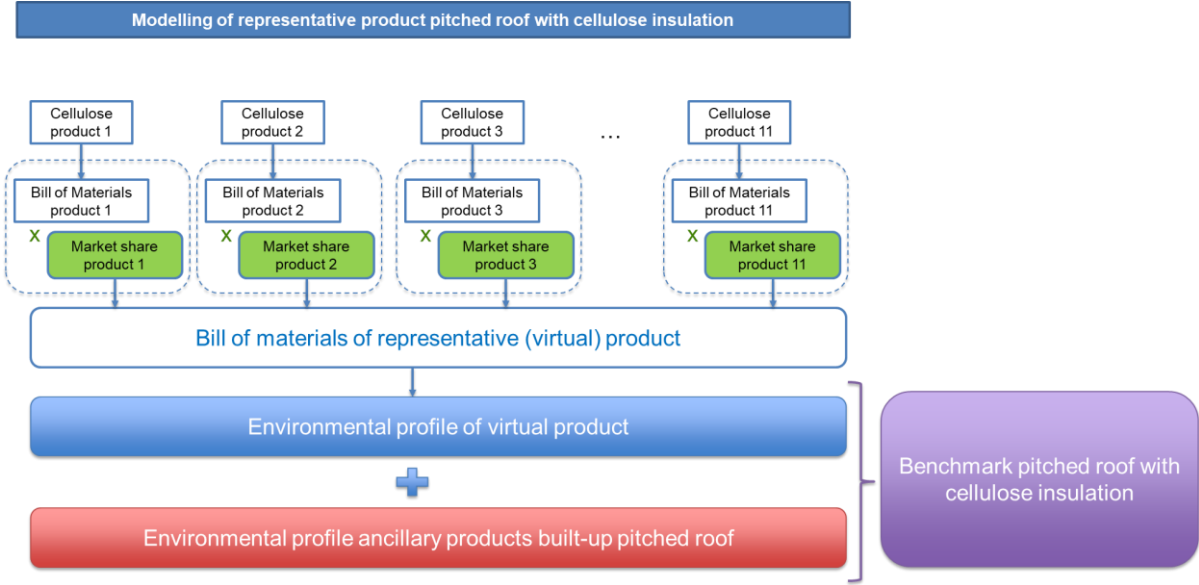 Modelling of representative product pitched roof with cellulose insulation
Cellulose
product 1
Cellulose
product 2
Cellulose
product 3
...
Cellulose
product 11
Bill of Materials
product 1
Bill of Materials
product 2
Bill of Materials
product 3
Bill of Materials
product 11
X
Market share
product 1
X
Market share
product 2
X
Market share
product 3
X
Market share
product 11
Bill of materials of representative (virtual) product
Environmental profile of virtual product
Environmental profile ancillary products built-up pitched roof
Benchmark pitched roof with
cellulose insulation